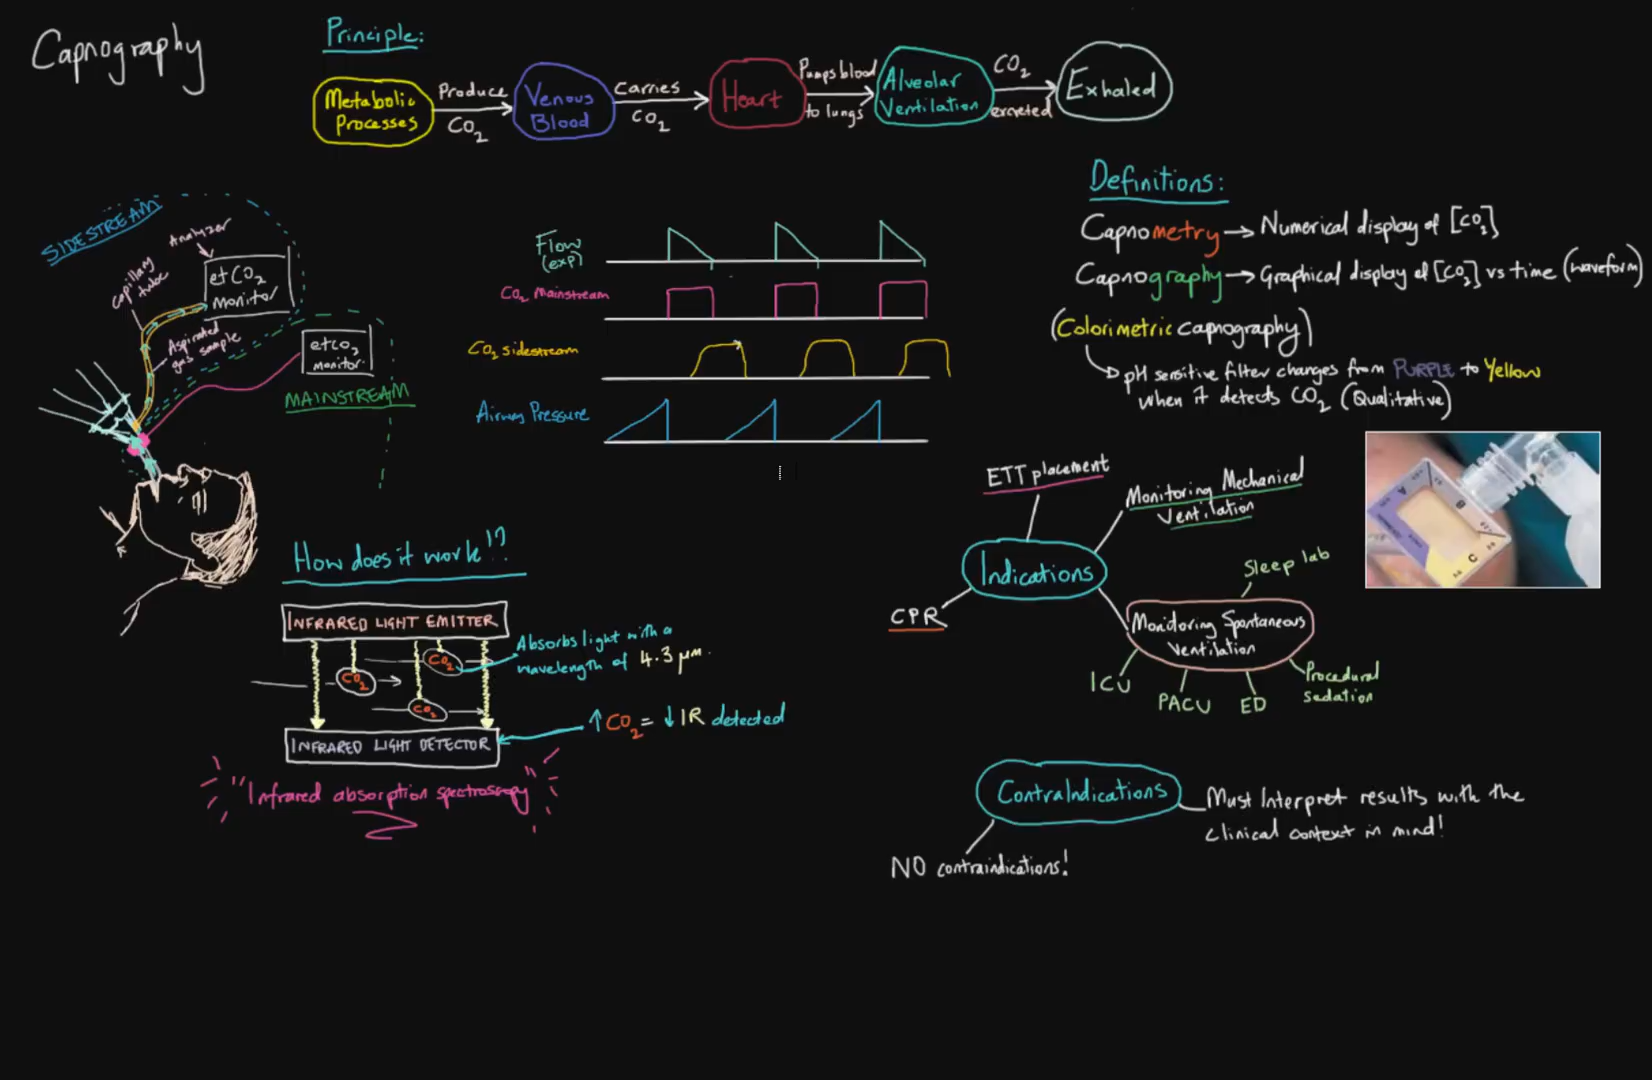 Capnography
Principle:
Metabolic
Processes
Produce
CO2
Venous
Blood
Carries
CO2
Heart
Pumps blood
to lungs
Alveolar
Ventilation
CO2
excreted
Exhaled
SIDESTREAM
Analyzer
Capillary
tube
etCO2
monitor
Aspirated
gas sample
etCO2
monitor
MAINSTREAM
Flow
(exp)
CO2 Mainstream
CO2 Sidestream
Airway Pressure
Definitions:
Capnometry → Numerical display of [CO2]
Capnography → Graphical display of [CO2] vs time (waveform)
(Colorimetric capnography)
pH sensitive filter changes from PURPLE to Yellow
when it detects CO2 (Qualitative)
ETT placement
Monitoring Mechanical
Ventilation
Indications
CPR
Sleep lab
Monitoring Spontaneous
Ventilation
ICU
PACU
ED
Procedural
sedation
How does it work!?
INFRARED LIGHT EMITTER
CO2
CO2
CO2
Absorbs light with a
wavelength of 4.3 µm.
↑ CO2 = ↓ IR detected
INFRARED LIGHT DETECTOR
"Infrared absorption spectroscopy"
ContraIndications
Must Interpret results with the
clinical context in mind!
NO contraindications!
A
B
C